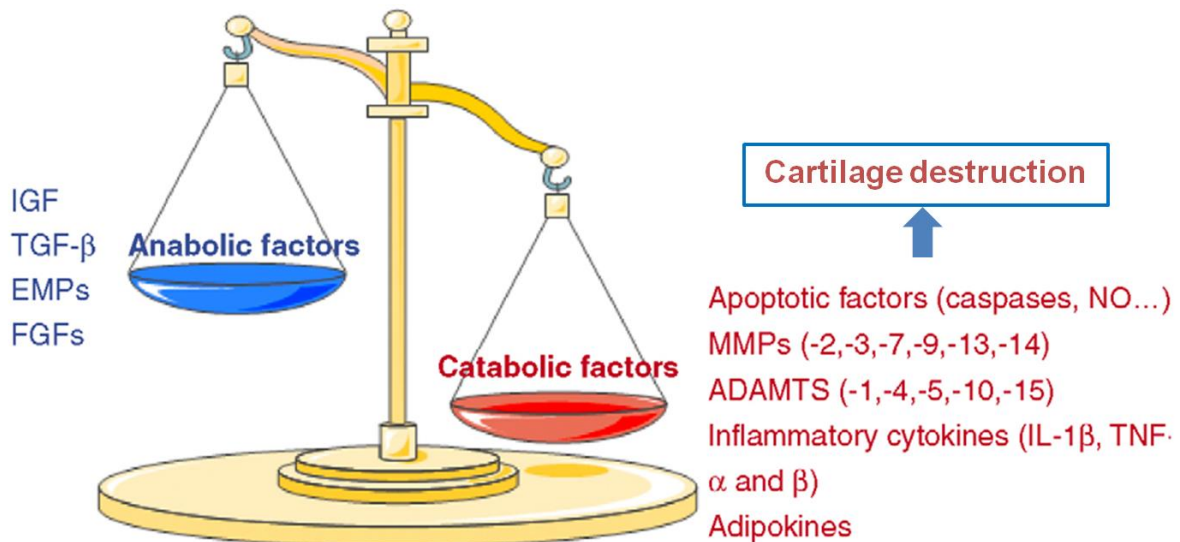 IGF
TGF-β
EMPs
FGFs
Anabolic factors
Catabolic factors
Cartilage destruction
Apoptotic factors (caspases, NO...)
MMPs (-2,-3,-7,-9,-13,-14)
ADAMTS (-1,-4,-5,-10,-15)
Inflammatory cytokines (IL-1β, TNF-
α and β)
Adipokines